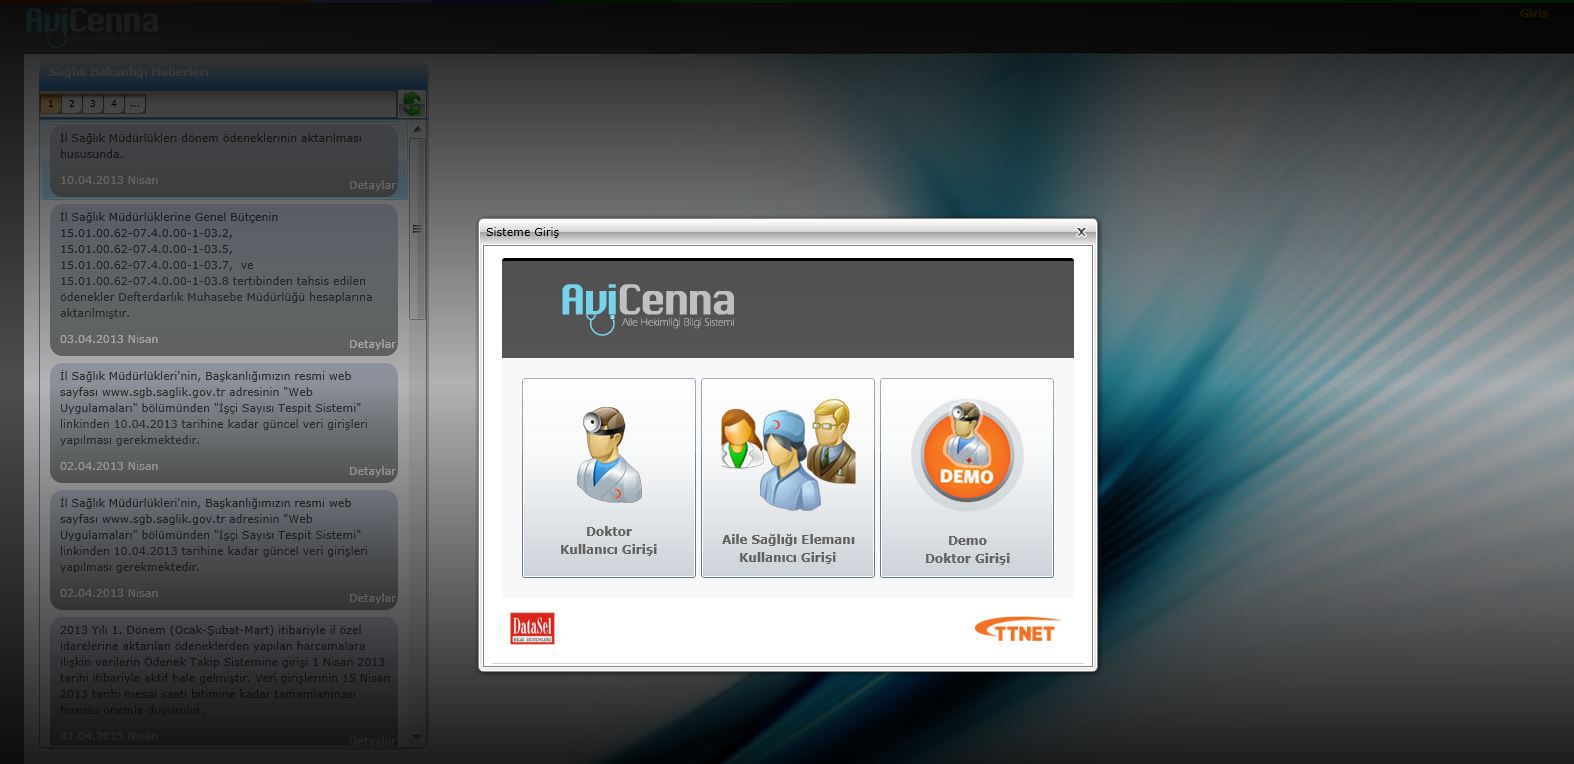 AviCenna
Aile Hekimliği Bilgi Sistemi
Giriş
Sağlık Bakanlığı Haberleri
1 2 3 4 ...
İl Sağlık Müdürlükleri dönem ödeneklerinin aktarılması
hususunda.
10.04.2013 Nisan
Detaylar
İl Sağlık Müdürlüklerine Genel Bütçenin
15.01.00.62-07.4.0.00-1-03.2,
15.01.00.62-07.4.0.00-1-03.5,
15.01.00.62-07.4.0.00-1-03.7, ve
15.01.00.62-07.4.0.00-1-03.8 tertibinden tahsis edilen
ödenekler Defterdarlık Muhasebe Müdürlüğü hesaplarına
aktarılmıştır.
03.04.2013 Nisan
Detaylar
İl Sağlık Müdürlükleri'nin, Başkanlığımızın resmi web
sayfası www.sgb.saglik.gov.tr adresinin "Web
Uygulamaları" bölümünden "İşçi Sayısı Tespit Sistemi"
linkinden 10.04.2013 tarihine kadar güncel veri girişleri
yapılması gerekmektedir.
02.04.2013 Nisan
Detaylar
İl Sağlık Müdürlükleri'nin, Başkanlığımızın resmi web
sayfası www.sgb.saglik.gov.tr adresinin "Web
Uygulamaları" bölümünden "İşçi Sayısı Tespit Sistemi"
linkinden 10.04.2013 tarihine kadar güncel veri girişleri
yapılması gerekmektedir.
02.04.2013 Nisan
Detaylar
2013 Yılı 1. Dönem (Ocak-Şubat-Mart) itibariyle il özel
idarelerine aktarılan ödeneklerden yapılan harcamalara
ilişkin verilerin Ödenek Takip Sistemine girişi 1 Nisan 2013
tarihi itibariyle aktif hale gelmiştir. Veri girişlerinin 15 Nisan
2013 tarihi mesai saati bitimine kadar tamamlanması
hususu önemle duyurulur.
01.04.2013 Nisan
Detaylar
Sisteme Giriş
x
AviCenna
Aile Hekimliği Bilgi Sistemi
Doktor
Kullanıcı Girişi
Aile Sağlığı Elemanı
Kullanıcı Girişi
DEMO
Demo
Doktor Girişi
DataSel
BİLGİ SİSTEMLERİ
TTNET